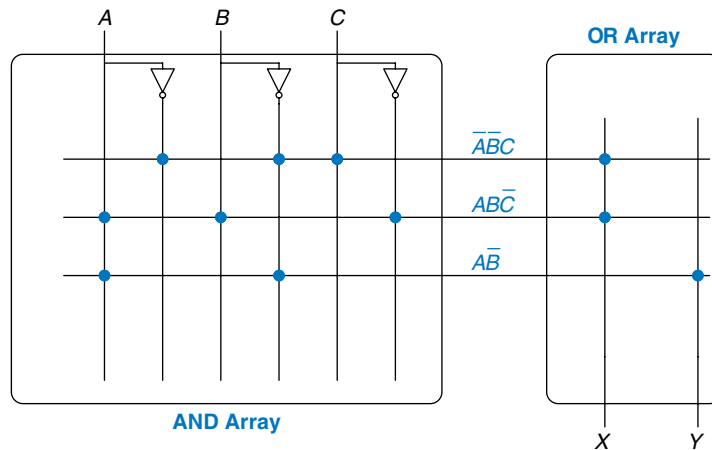 A B C
OR Array
A̅B̅C
ABC̅
AB̅
AND Array
X Y